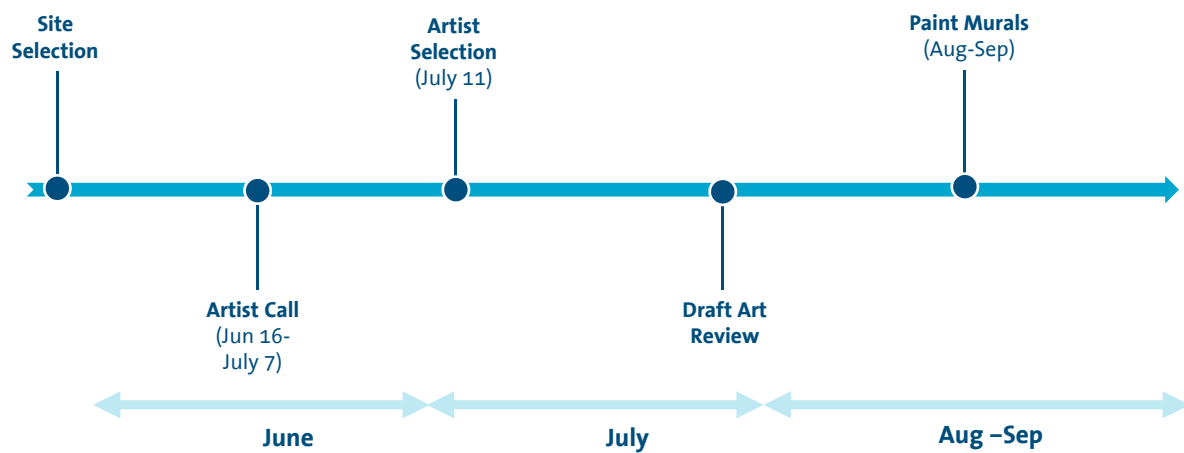 Site
Selection
Artist
Selection
(July 11)
Paint Murals
(Aug-Sep)
Artist Call
(Jun 16-
July 7)
Draft Art
Review
June
July
Aug –Sep